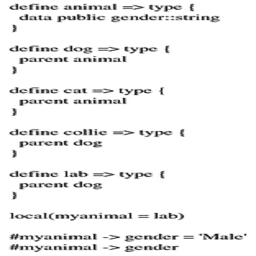 define animal => type {
data public gender::string
}
define dog => type {
parent animal
}
define cat => type {
parent animal
}
define collie => type {
parent dog
}
define lab => type {
parent dog
}
local(myanimal = lab)
#myanimal -> gender = 'Male'
#myanimal -> gender